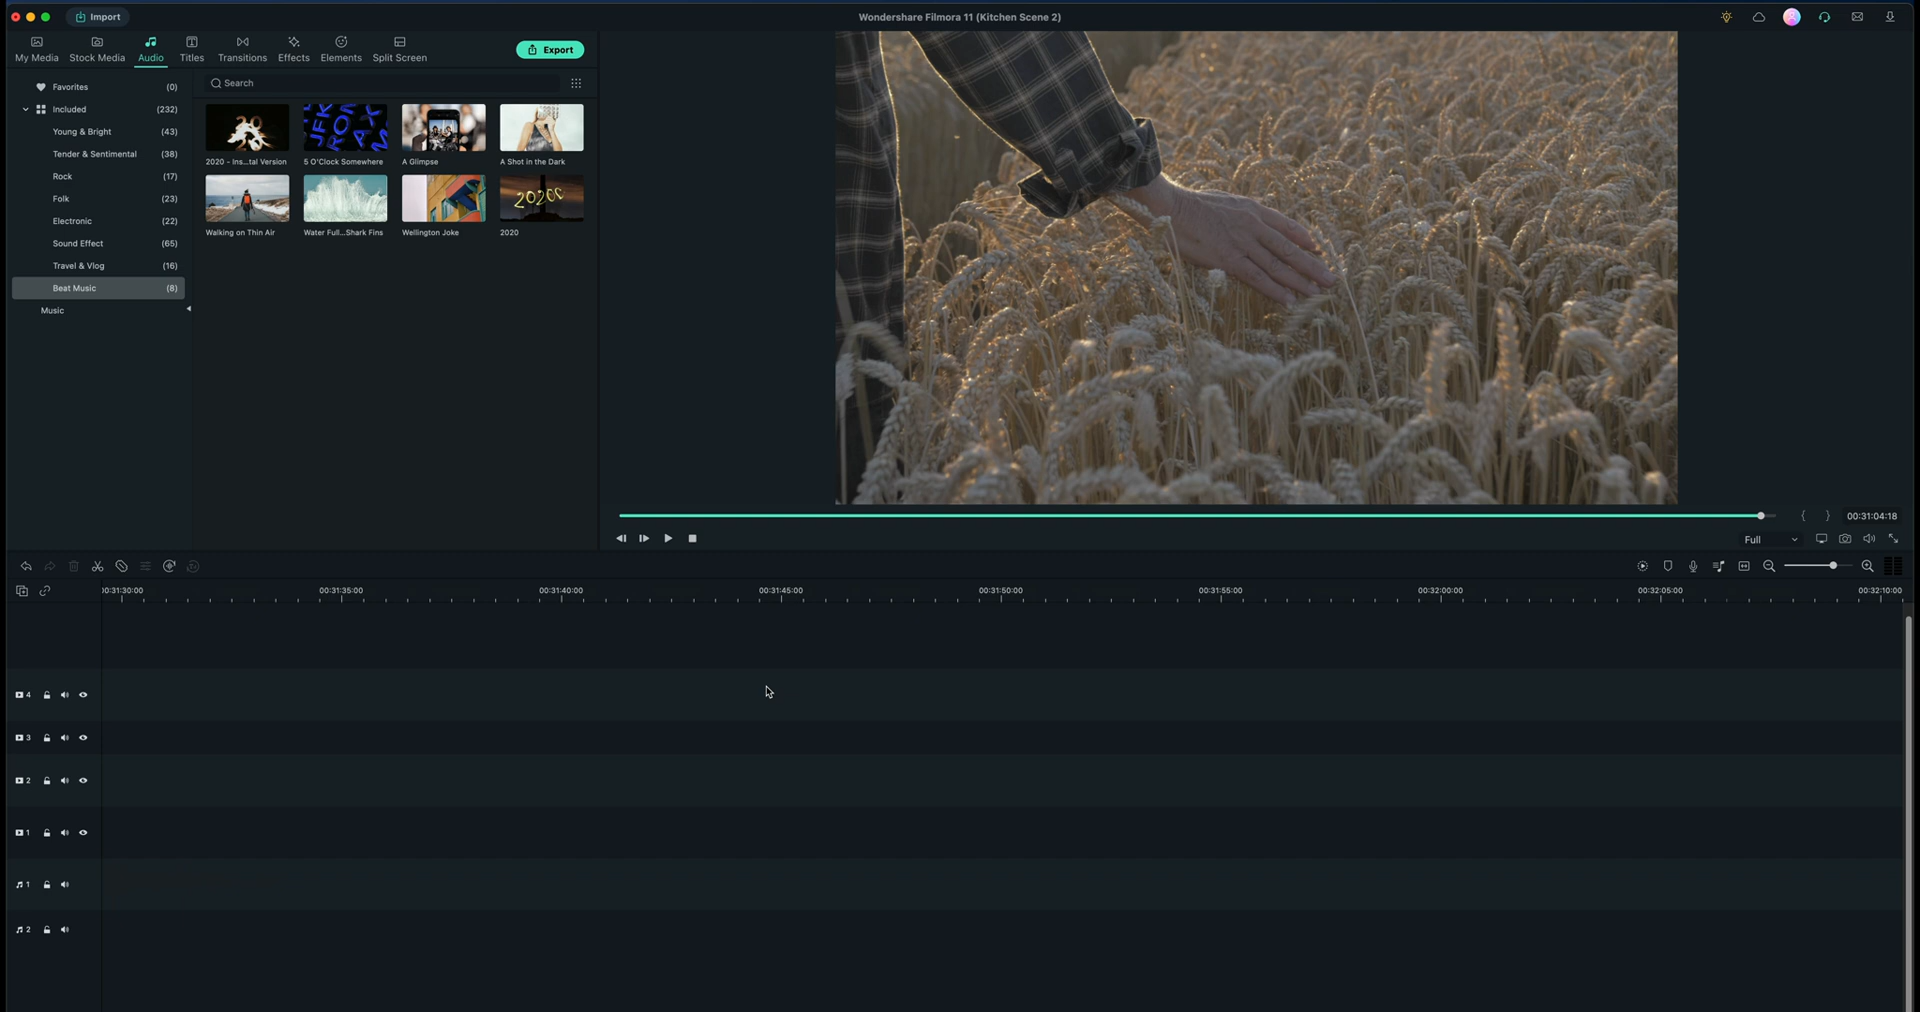 Import
Wondershare Filmora 11 (Kitchen Scene 2)
My Media
Stock Media
Audio
Titles
Transitions
Effects
Elements
Split Screen
Export
Favorites (0)
Included (232)
Young & Bright (43)
Tender & Sentimental (38)
Rock (17)
Folk (23)
Electronic (22)
Sound Effect (65)
Travel & Vlog (16)
Beat Music (8)
Music
Search
2020 - Ins...tal Version
5 O'Clock Somewhere
A Glimpse
A Shot in the Dark
Walking on Thin Air
Water Full...Shark Fins
Wellington Joke
2020
{ } 00:31:04:18
Full
00:31:30:00
00:31:35:00
00:31:40:00
00:31:45:00
00:31:50:00
00:31:55:00
00:32:00:00
00:32:05:00
00:32:10:00
4
3
2
1
1
2